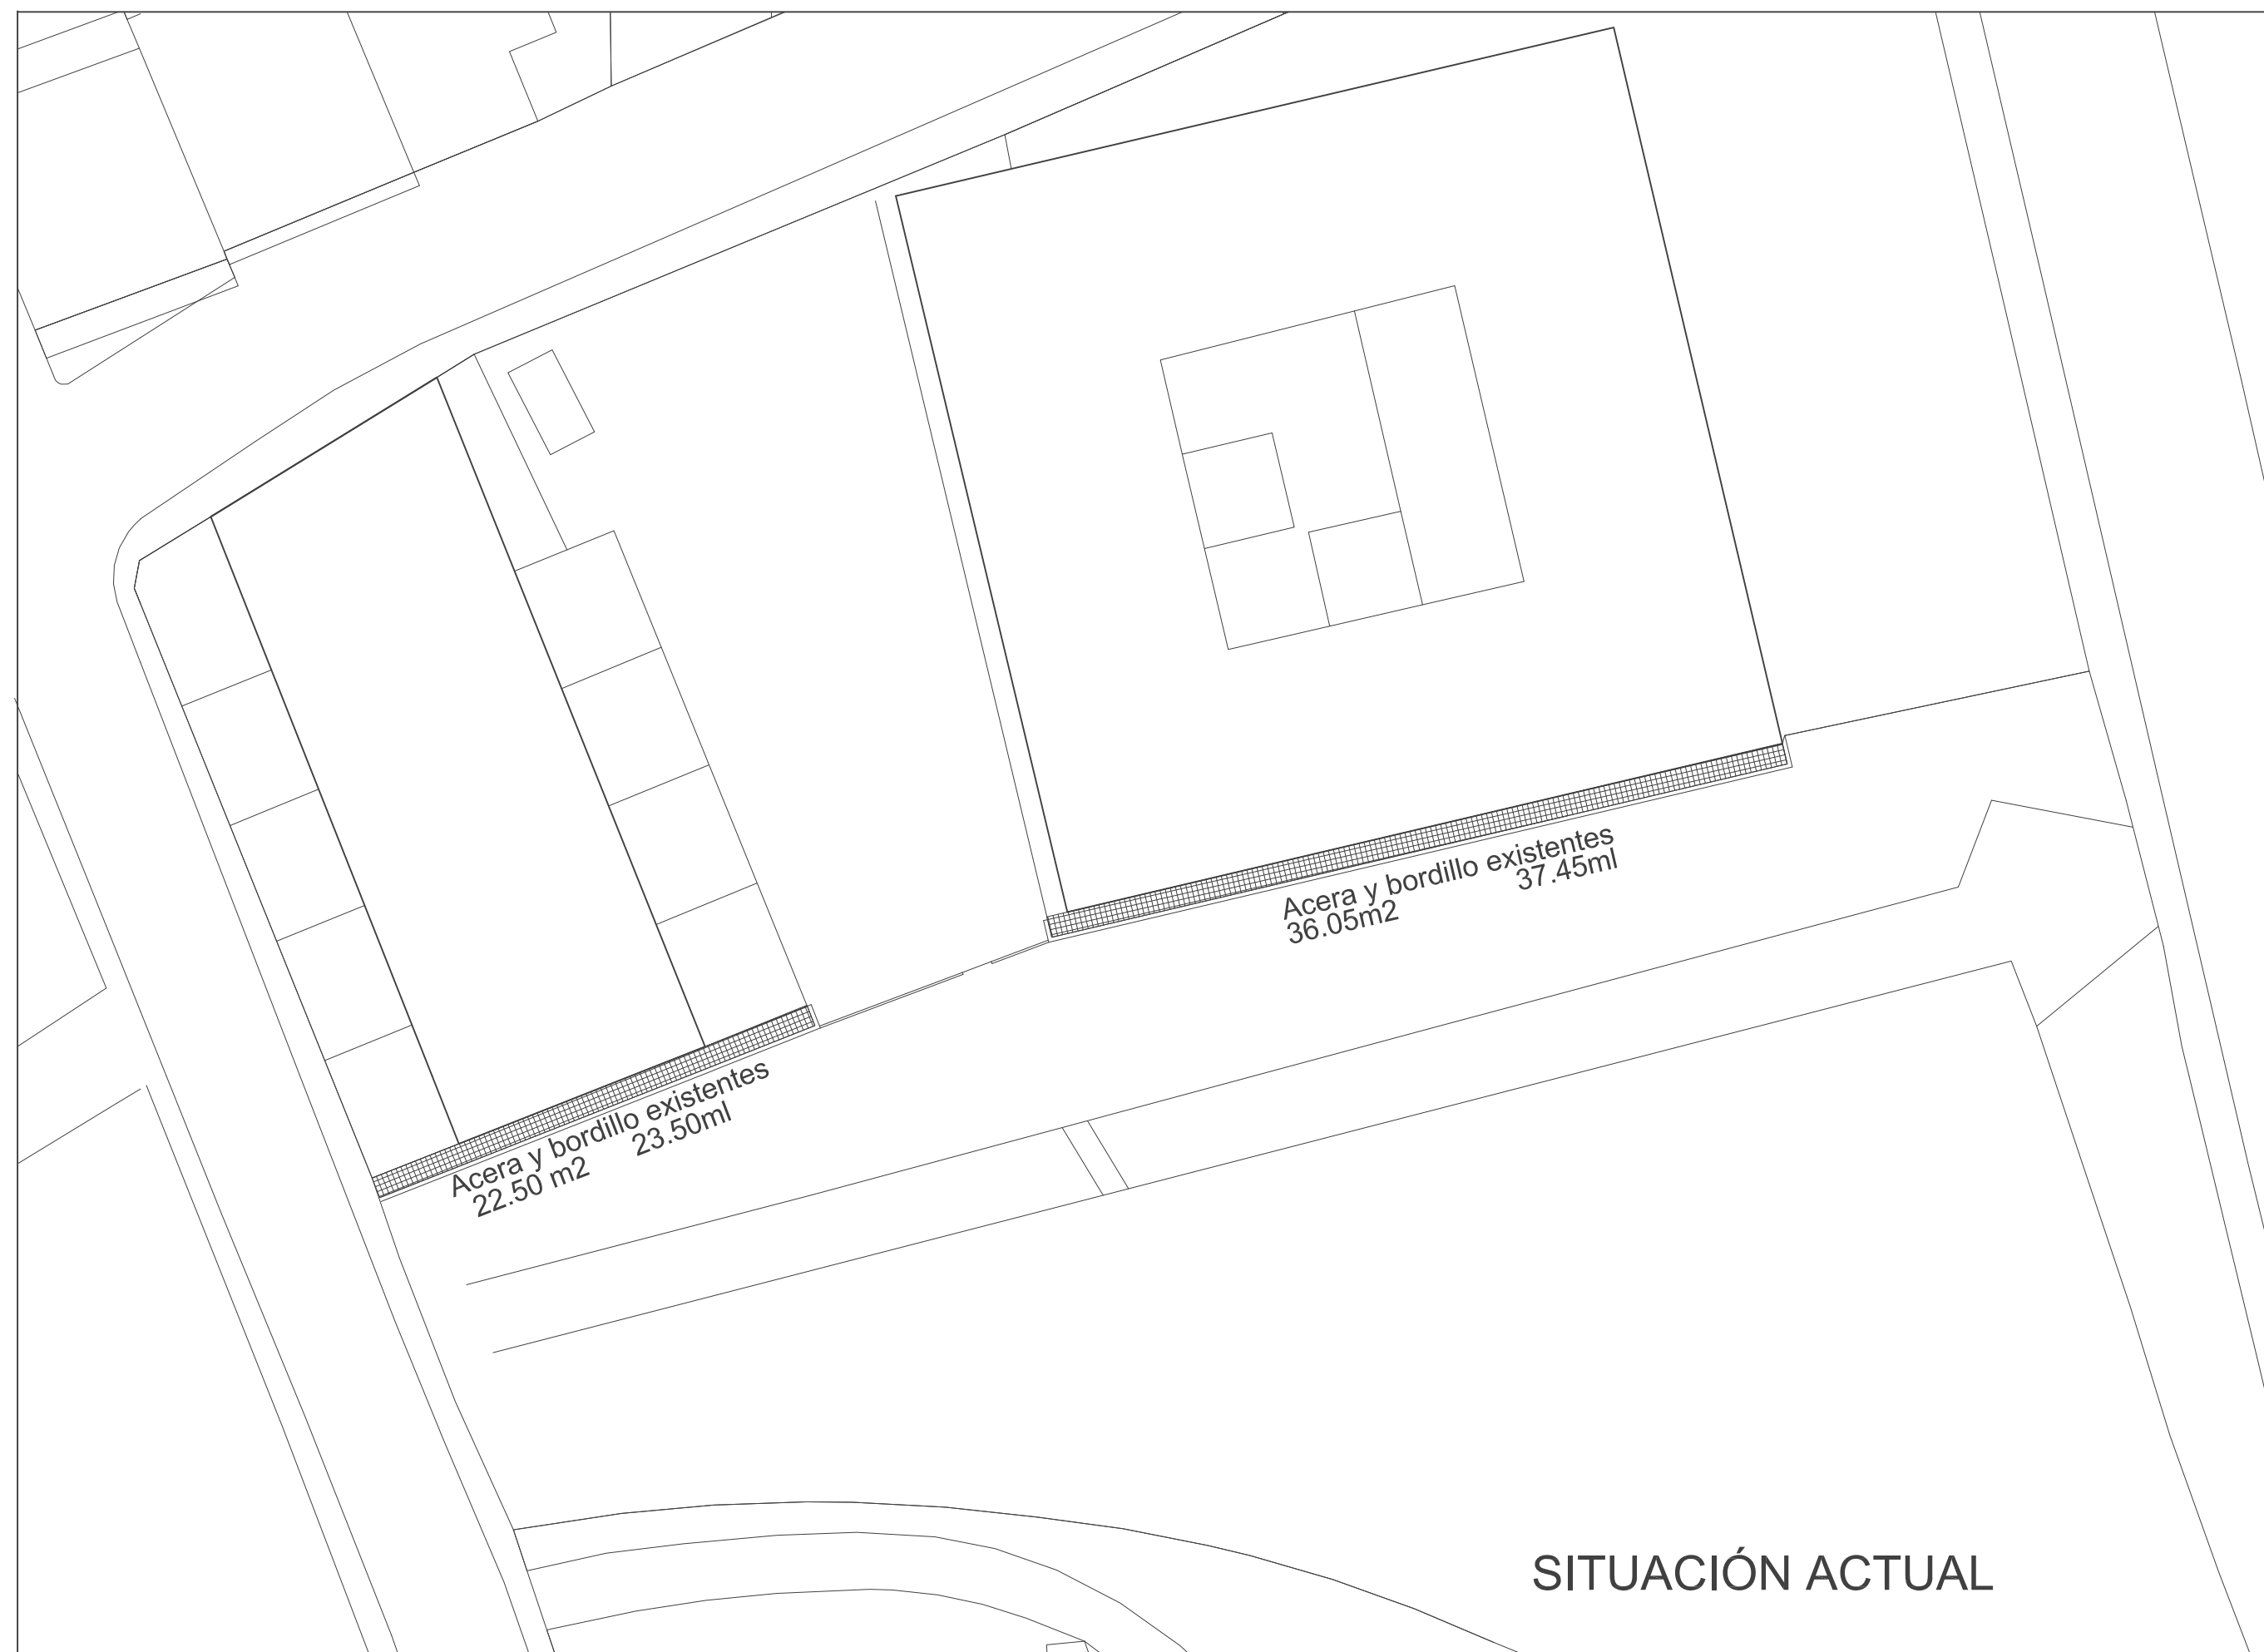 Acera y bordillo existentes
36.05m2 37.45ml
Acera y bordillo existentes
22.50 m2 23.50ml
SITUACIÓN ACTUAL